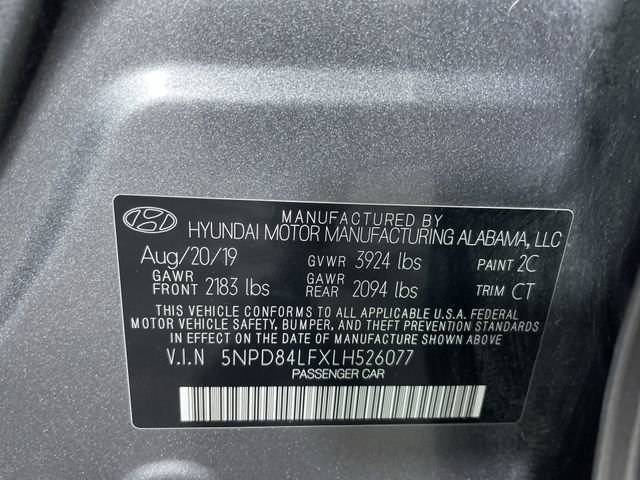 MANUFACTURED BY
HYUNDAI MOTOR MANUFACTURING ALABAMA, LLC
Aug/20/19 GVWR 3924 lbs PAINT 2C
GAWR FRONT 2183 lbs GAWR REAR 2094 lbs TRIM CT
THIS VEHICLE CONFORMS TO ALL APPLICABLE U.S.A. FEDERAL
MOTOR VEHICLE SAFETY, BUMPER, AND THEFT PREVENTION STANDARDS
IN EFFECT ON THE DATE OF MANUFACTURE SHOWN ABOVE.
V.I.N 5NPD84LFXLH526077
PASSENGER CAR